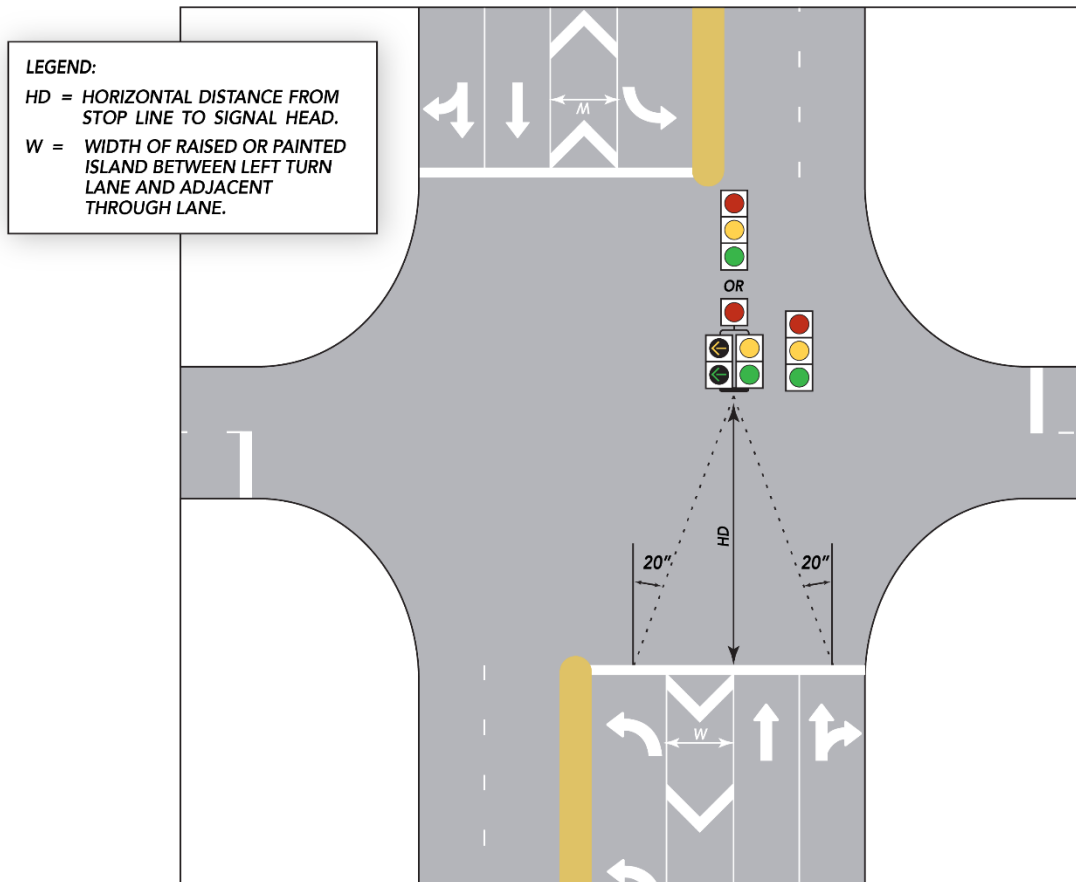 LEGEND:
HD = HORIZONTAL DISTANCE FROM
STOP LINE TO SIGNAL HEAD.
W = WIDTH OF RAISED OR PAINTED
ISLAND BETWEEN LEFT TURN
LANE AND ADJACENT
THROUGH LANE.
W
OR
HD
20″
20″
W